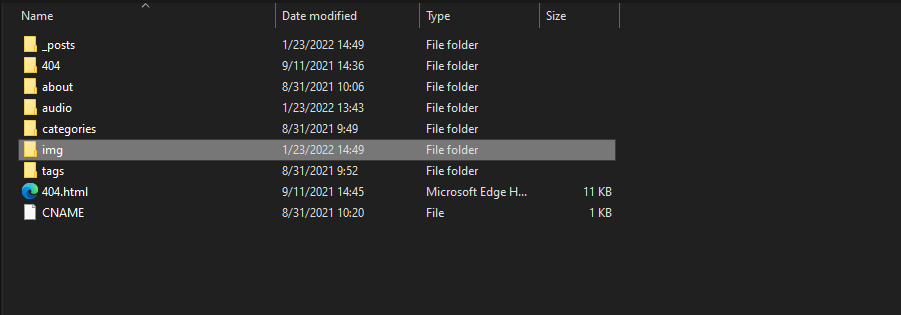 Name Date modified Type Size
_posts 1/23/2022 14:49 File folder
404 9/11/2021 14:36 File folder
about 8/31/2021 10:06 File folder
audio 1/23/2022 13:43 File folder
categories 8/31/2021 9:49 File folder
img 1/23/2022 14:49 File folder
tags 8/31/2021 9:52 File folder
404.html 9/11/2021 14:45 Microsoft Edge H... 11 KB
CNAME 8/31/2021 10:20 File 1 KB